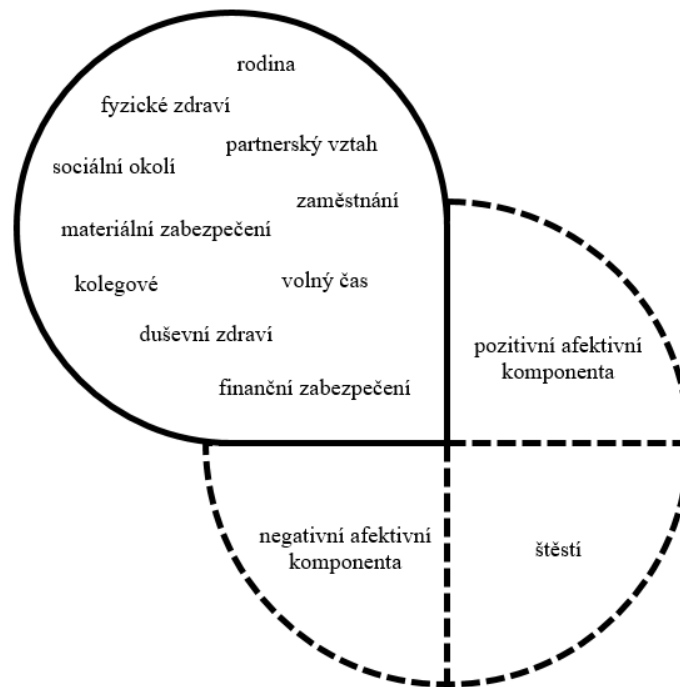 rodina
fyzické zdraví
partnerský vztah
sociální okolí
zaměstnání
materiální zabezpečení
kolegové
volný čas
duševní zdraví
finanční zabezpečení
pozitivní afektivní
komponenta
negativní afektivní
komponenta
štěstí